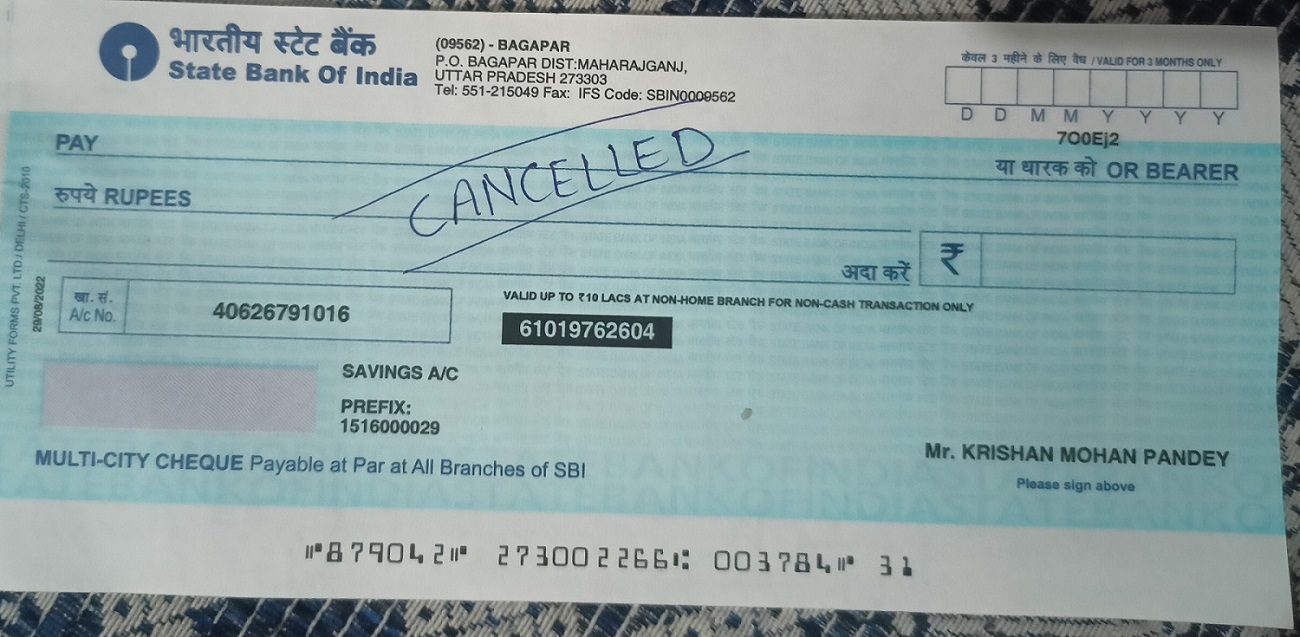 भारतीय स्टेट बैंक
State Bank Of India
(09562) - BAGAPAR
P.O. BAGAPAR DIST:MAHARAJGANJ,
UTTAR PRADESH 273303
Tel: 551-215049 Fax: IFS Code: SBIN0009562
केवल 3 महीने के लिए वैध / VALID FOR 3 MONTHS ONLY
D D M M Y Y Y Y
7O0Ej2
PAY
CANCELLED
या धारक को OR BEARER
रुपये RUPEES
अदा करें ₹
UTILITY FORMS PVT. LTD / DELHI / CTS-2010
29/08/2022
खा. सं.
A/c No.
40626791016
VALID UP TO ₹10 LACS AT NON-HOME BRANCH FOR NON-CASH TRANSACTION ONLY
61019762604
SAVINGS A/C
PREFIX:
1516000029
MULTI-CITY CHEQUE Payable at Par at All Branches of SBI
Mr. KRISHAN MOHAN PANDEY
Please sign above
⑈879042⑈ 273002266⑆ 003784⑈ 31